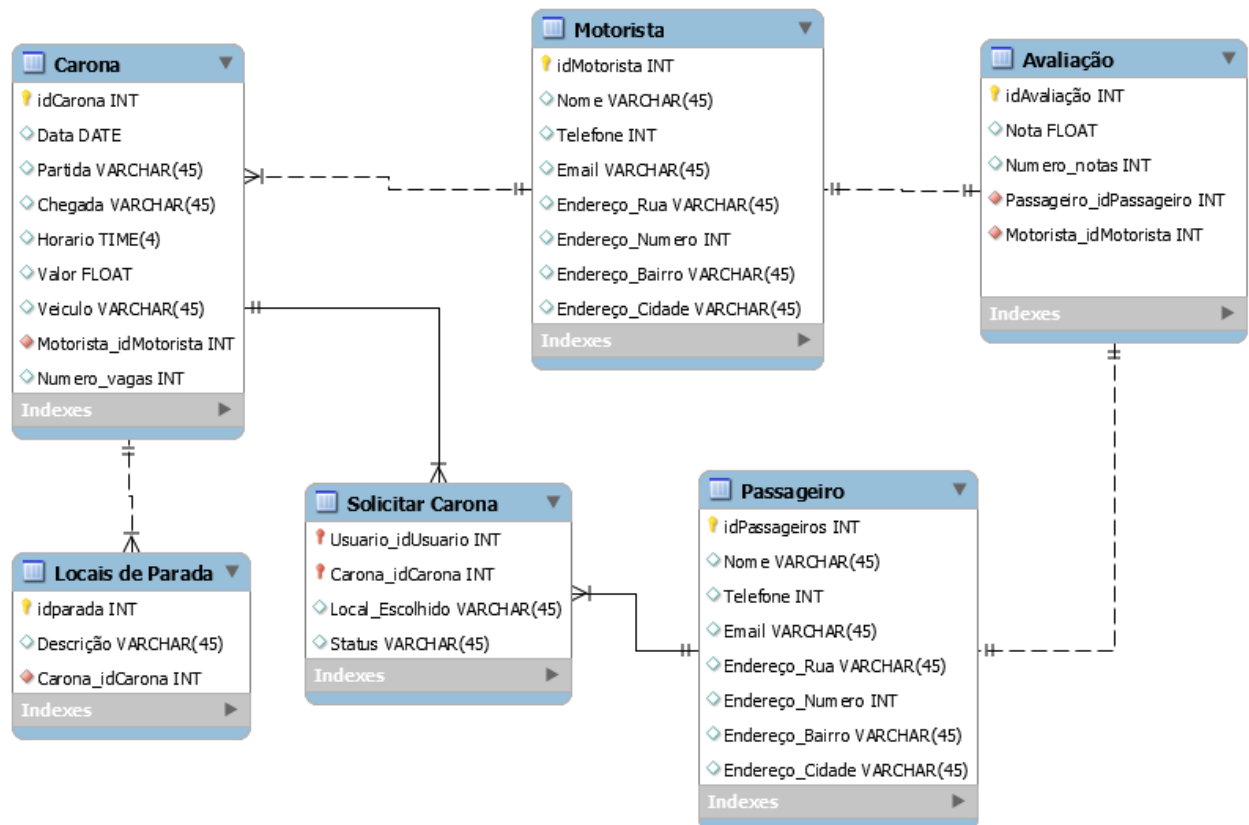 Carona
idCarona INT
Data DATE
Partida VARCHAR(45)
Chegada VARCHAR(45)
Horario TIME(4)
Valor FLOAT
Veiculo VARCHAR(45)
Motorista_idMotorista INT
Numero_vagas INT
Indexes
Motorista
idMotorista INT
Nome VARCHAR(45)
Telefone INT
Email VARCHAR(45)
Endereço_Rua VARCHAR(45)
Endereço_Numero INT
Endereço_Bairro VARCHAR(45)
Endereço_Cidade VARCHAR(45)
Indexes
Avaliação
idAvaliação INT
Nota FLOAT
Numero_notas INT
Passageiro_idPassageiro INT
Motorista_idMotorista INT
Indexes
Locais de Parada
idparada INT
Descrição VARCHAR(45)
Carona_idCarona INT
Indexes
Solicitar Carona
Usuario_idUsuario INT
Carona_idCarona INT
Local_Escolhido VARCHAR(45)
Status VARCHAR(45)
Indexes
Passageiro
idPassageiros INT
Nome VARCHAR(45)
Telefone INT
Email VARCHAR(45)
Endereço_Rua VARCHAR(45)
Endereço_Numero INT
Endereço_Bairro VARCHAR(45)
Endereço_Cidade VARCHAR(45)
Indexes